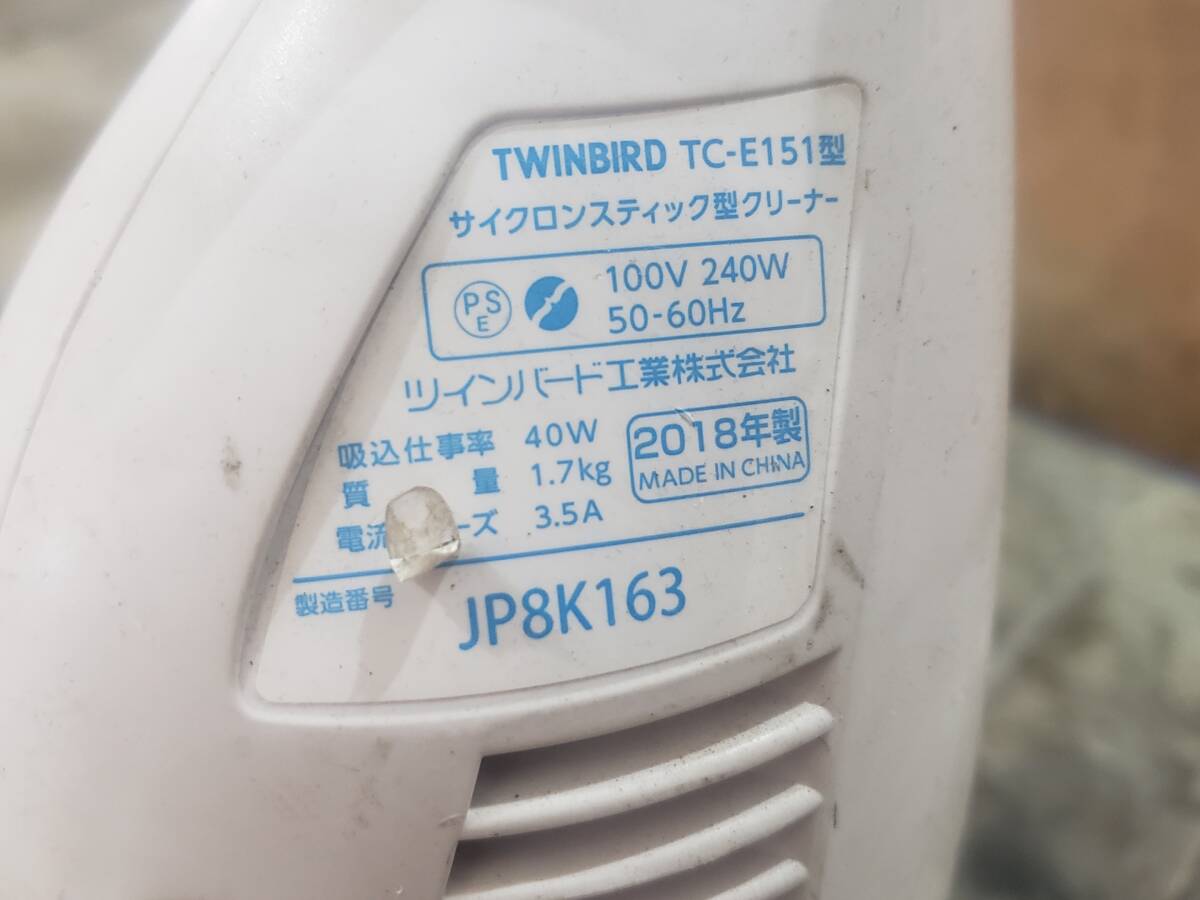 TWINBIRD TC-E151型
サイクロンスティック型クリーナー
PSE 100V 240W
50-60Hz
ツインバード工業株式会社
吸込仕事率 40W
質量 1.7kg
2018年製
MADE IN CHINA
電流 ーズ 3.5A
製造番号 JP8K163